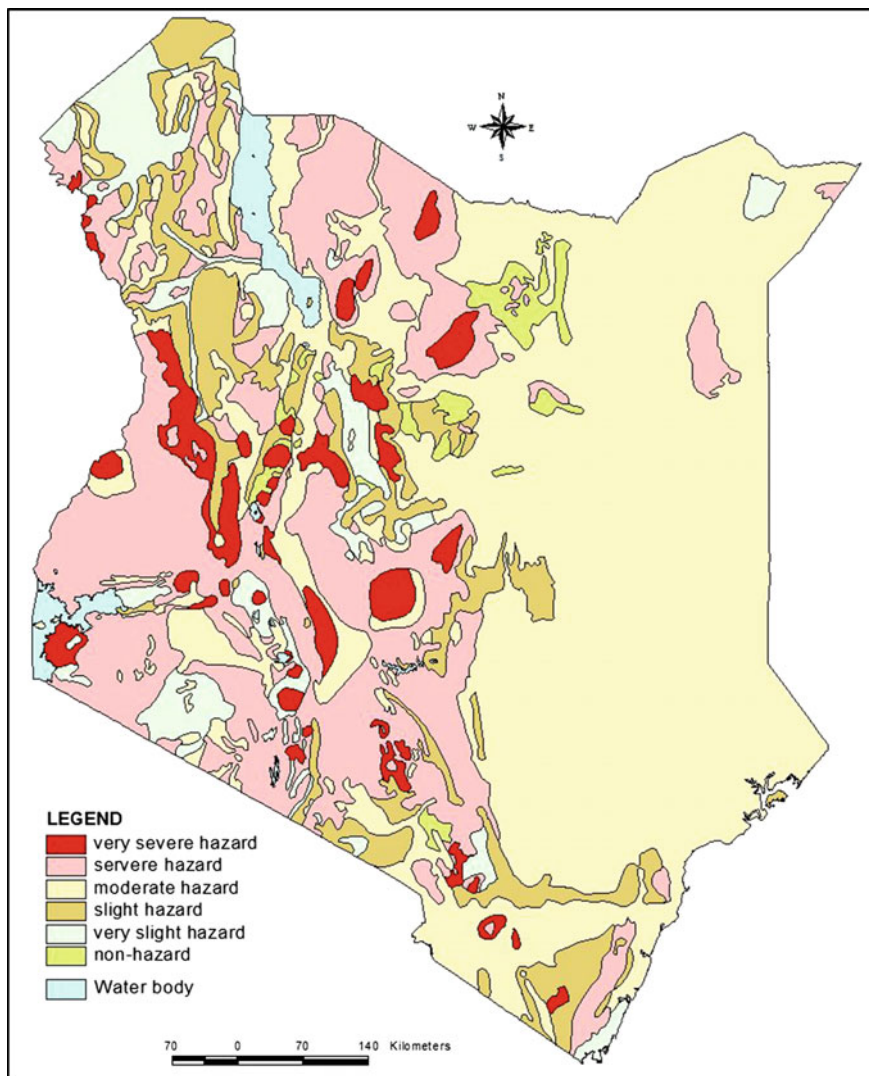 N
W E
S
LEGEND
very severe hazard
servere hazard
moderate hazard
slight hazard
very slight hazard
non-hazard
Water body
70 0 70 140 Kilometers